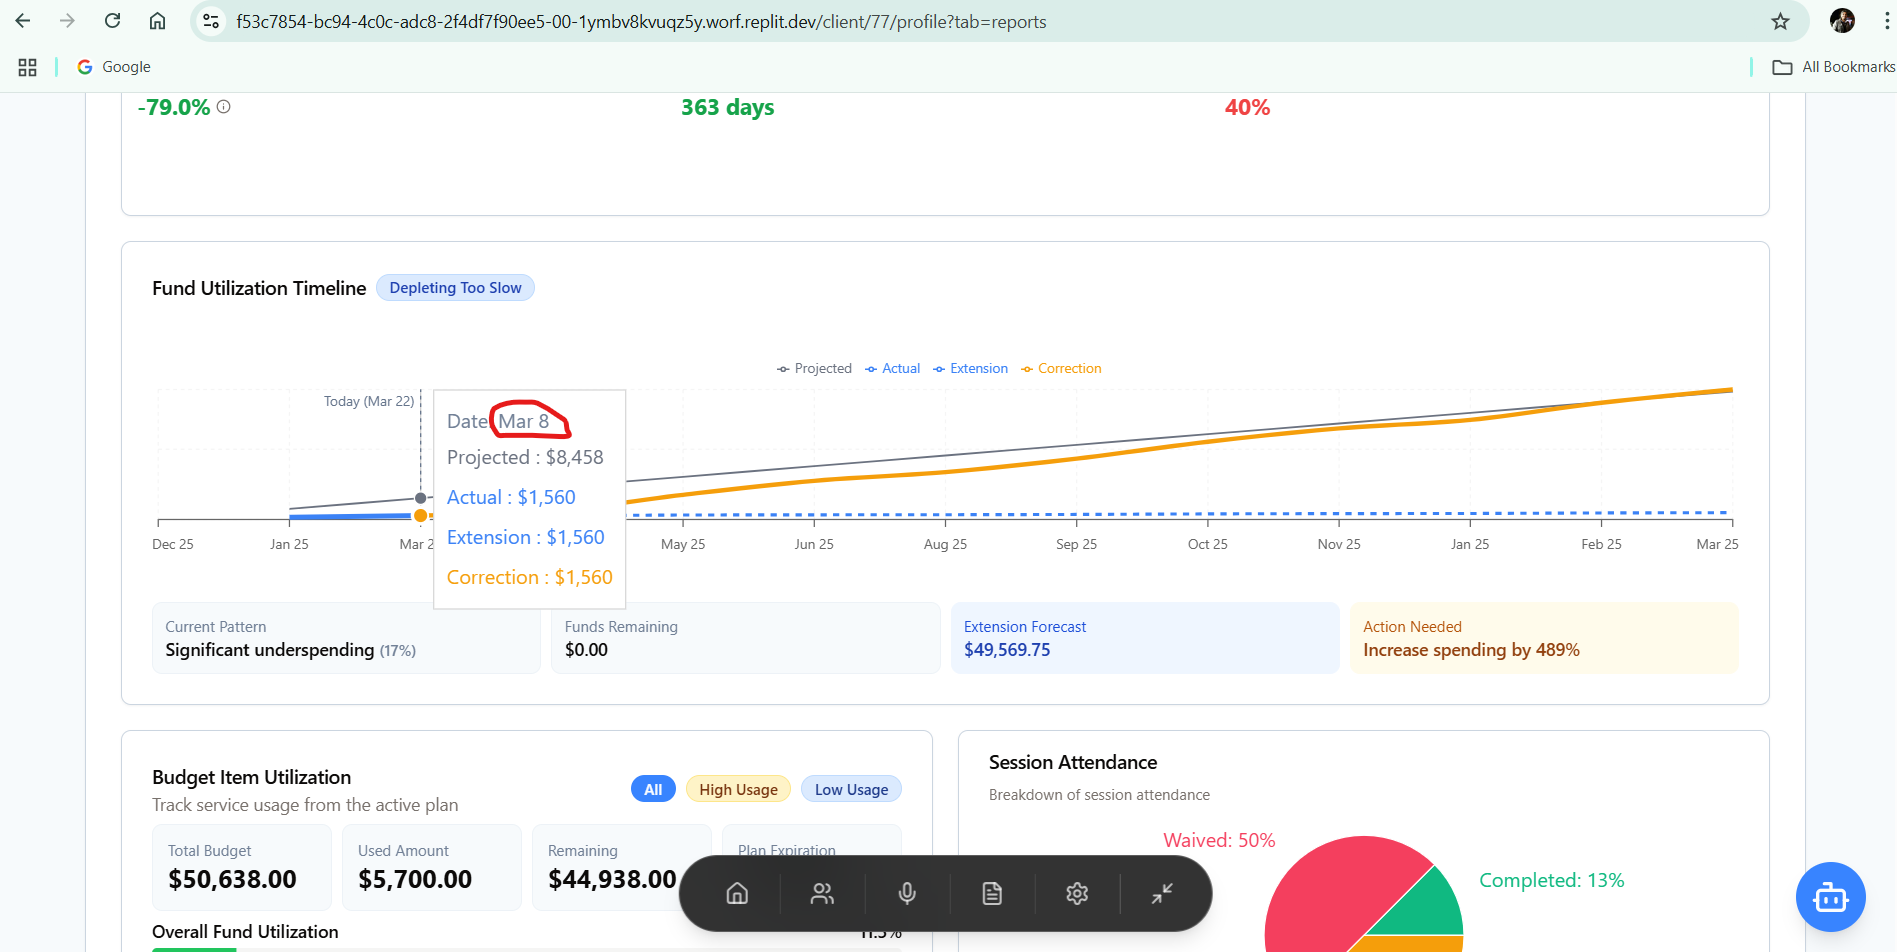 f53c7854-bc94-4c0c-adc8-2f4df7f90ee5-00-1ymbv8kvuqz5y.worf.replit.dev/client/77/profile?tab=reports
Google
All Bookmarks
-79.0%
363 days
40%
Fund Utilization Timeline
Depleting Too Slow
Projected
Actual
Extension
Correction
Today (Mar 22)
Date
Mar 8
Projected : $8,458
Actual : $1,560
Extension : $1,560
Correction : $1,560
Dec 25
Jan 25
Mar 2
May 25
Jun 25
Aug 25
Sep 25
Oct 25
Nov 25
Jan 25
Feb 25
Mar 25
Current Pattern
Significant underspending (17%)
Funds Remaining
$0.00
Extension Forecast
$49,569.75
Action Needed
Increase spending by 489%
Budget Item Utilization
Track service usage from the active plan
All
High Usage
Low Usage
Total Budget
$50,638.00
Used Amount
$5,700.00
Remaining
$44,938.00
Plan Expiration
Overall Fund Utilization
Session Attendance
Breakdown of session attendance
Waived: 50%
Completed: 13%